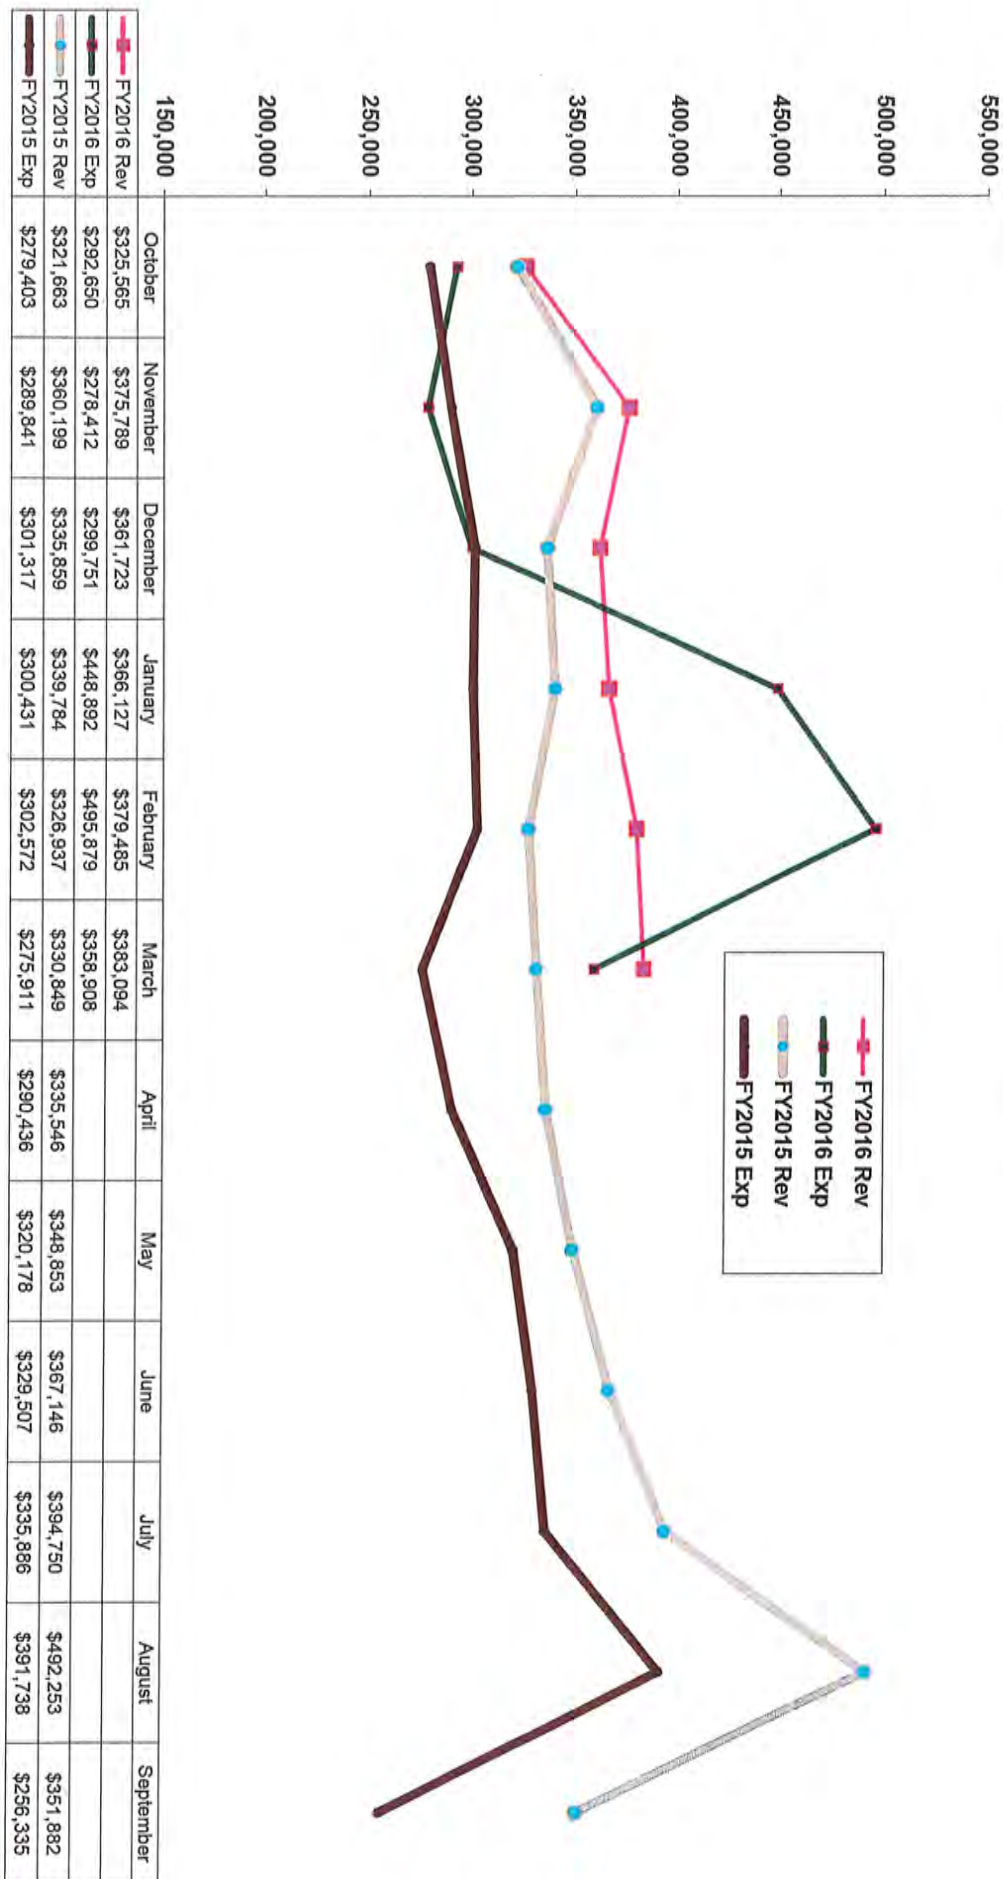 550,000
500,000
450,000
400,000
350,000
300,000
250,000
200,000
150,000
FY2016 Rev
FY2015 Rev
FY2016 Exp
FY2015 Exp
October November December January February March April May June July August September
FY2016 Rev $325,565 $375,789 $361,723 $366,127 $379,485 $383,094
FY2016 Exp $292,650 $278,412 $299,751 $448,892 $495,879 $358,908
FY2015 Rev $321,663 $360,199 $335,859 $339,784 $326,937 $330,849 $335,546 $348,853 $367,146 $394,750 $492,253 $351,882
FY2015 Exp $279,403 $289,841 $301,317 $300,431 $302,572 $275,911 $290,436 $320,178 $329,507 $335,886 $391,738 $256,335